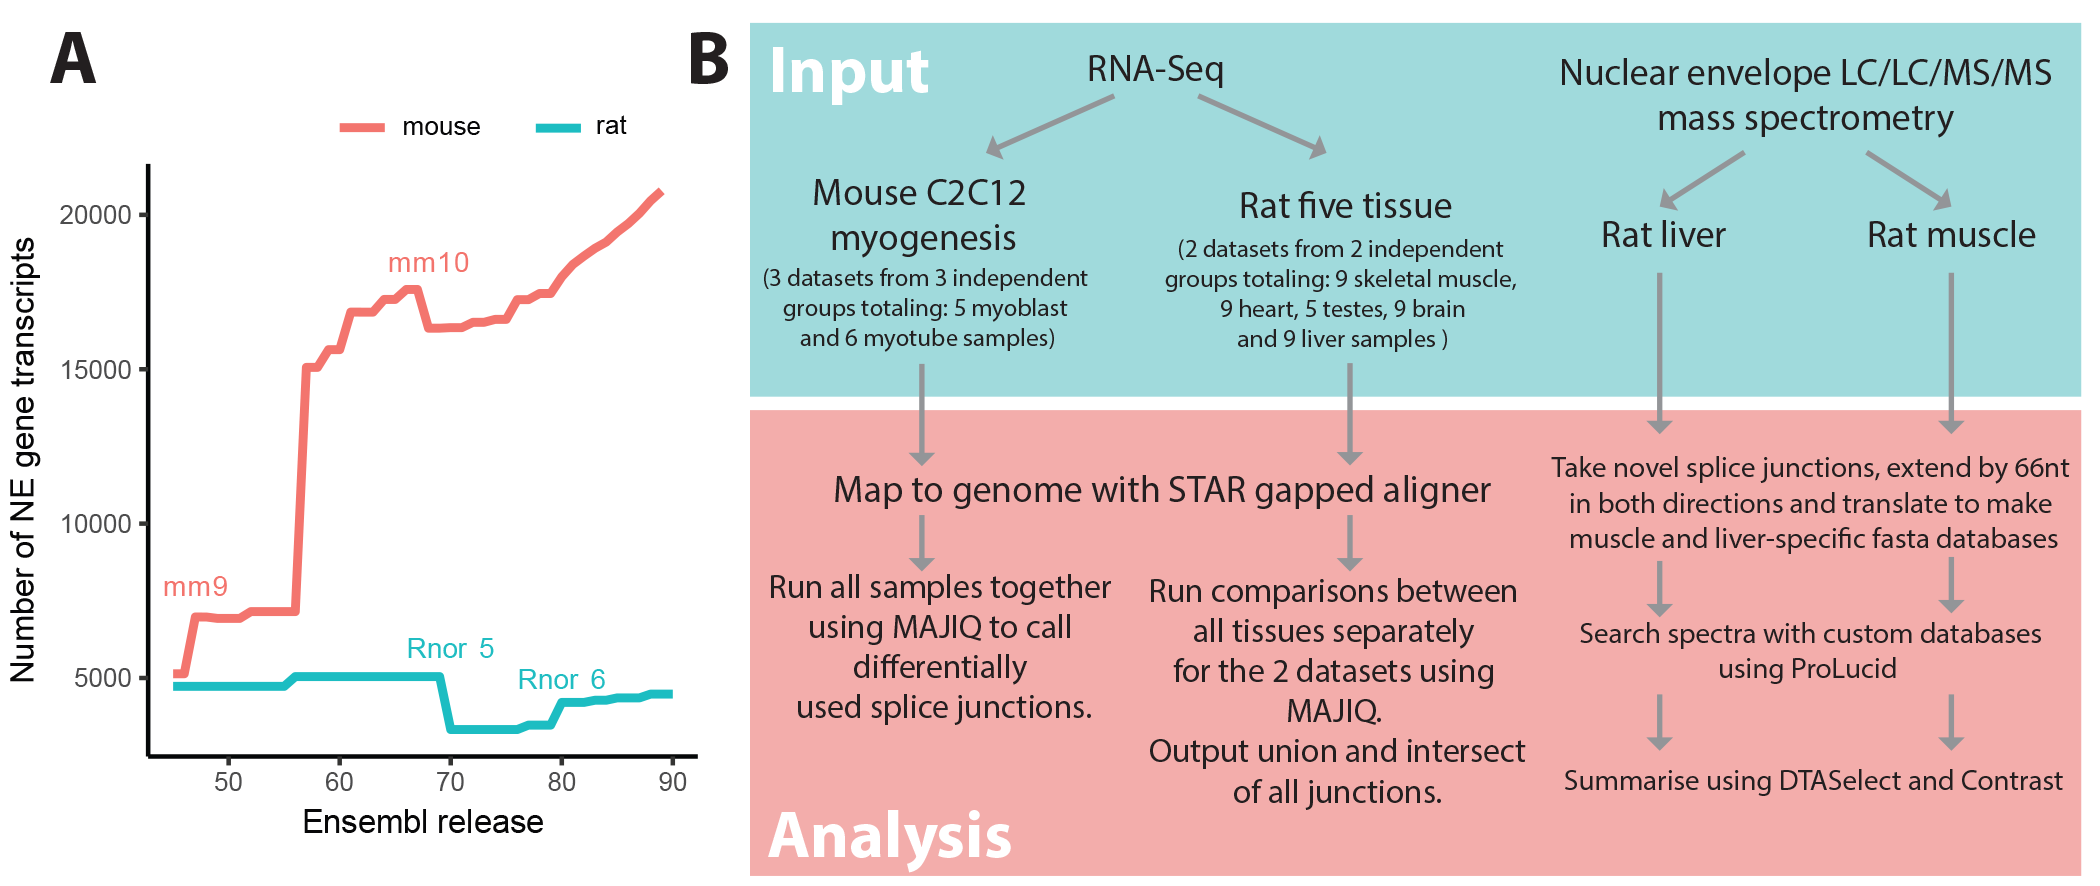 A
mouse
rat
Number of NE gene transcripts
20000
15000
10000
5000
mm10
mm9
Rnor 5
Rnor 6
50
60
70
80
90
Ensembl release
B
Input
RNA-Seq
Mouse C2C12
myogenesis
(3 datasets from 3 independent
groups totaling: 5 myoblast
and 6 myotube samples)
Rat five tissue
(2 datasets from 2 independent
groups totaling: 9 skeletal muscle,
9 heart, 5 testes, 9 brain
and 9 liver samples )
Nuclear envelope LC/LC/MS/MS
mass spectrometry
Rat liver
Rat muscle
Map to genome with STAR gapped aligner
Run all samples together
using MAJIQ to call
differentially
used splice junctions.
Run comparisons between
all tissues separately
for the 2 datasets using
MAJIQ.
Output union and intersect
of all junctions.
Take novel splice junctions, extend by 66nt
in both directions and translate to make
muscle and liver-specific fasta databases
Search spectra with custom databases
using ProLucid
Summarise using DTASelect and Contrast
Analysis